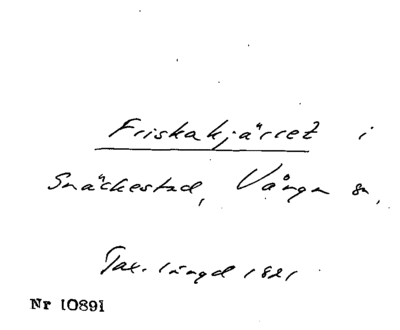 Friskakjärret i
Snäckestad, Vånga sn,
Tax. längd 1821
Nr 10891